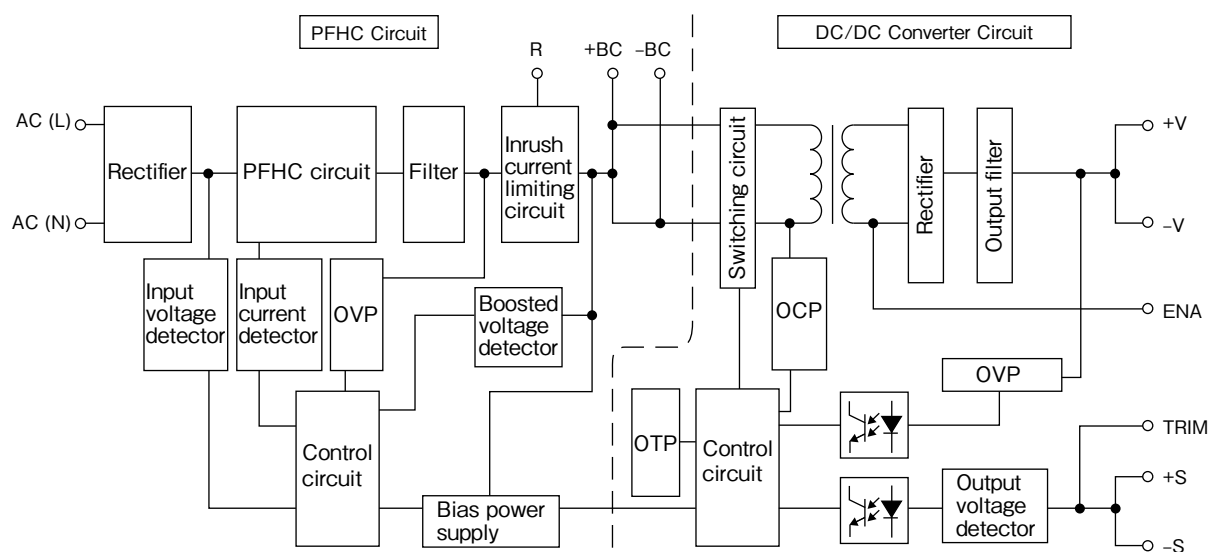 PFHC Circuit
DC/DC Converter Circuit
R
+BC
–BC
AC (L)
AC (N)
Rectifier
PFHC circuit
Filter
Inrush
current
limiting
circuit
Switching circuit
Rectifier
Output filter
+V
–V
ENA
Input
voltage
detector
Input
current
detector
OVP
Boosted
voltage
detector
OCP
OVP
Control
circuit
Bias power
supply
OTP
Control
circuit
Output
voltage
detector
TRIM
+S
–S